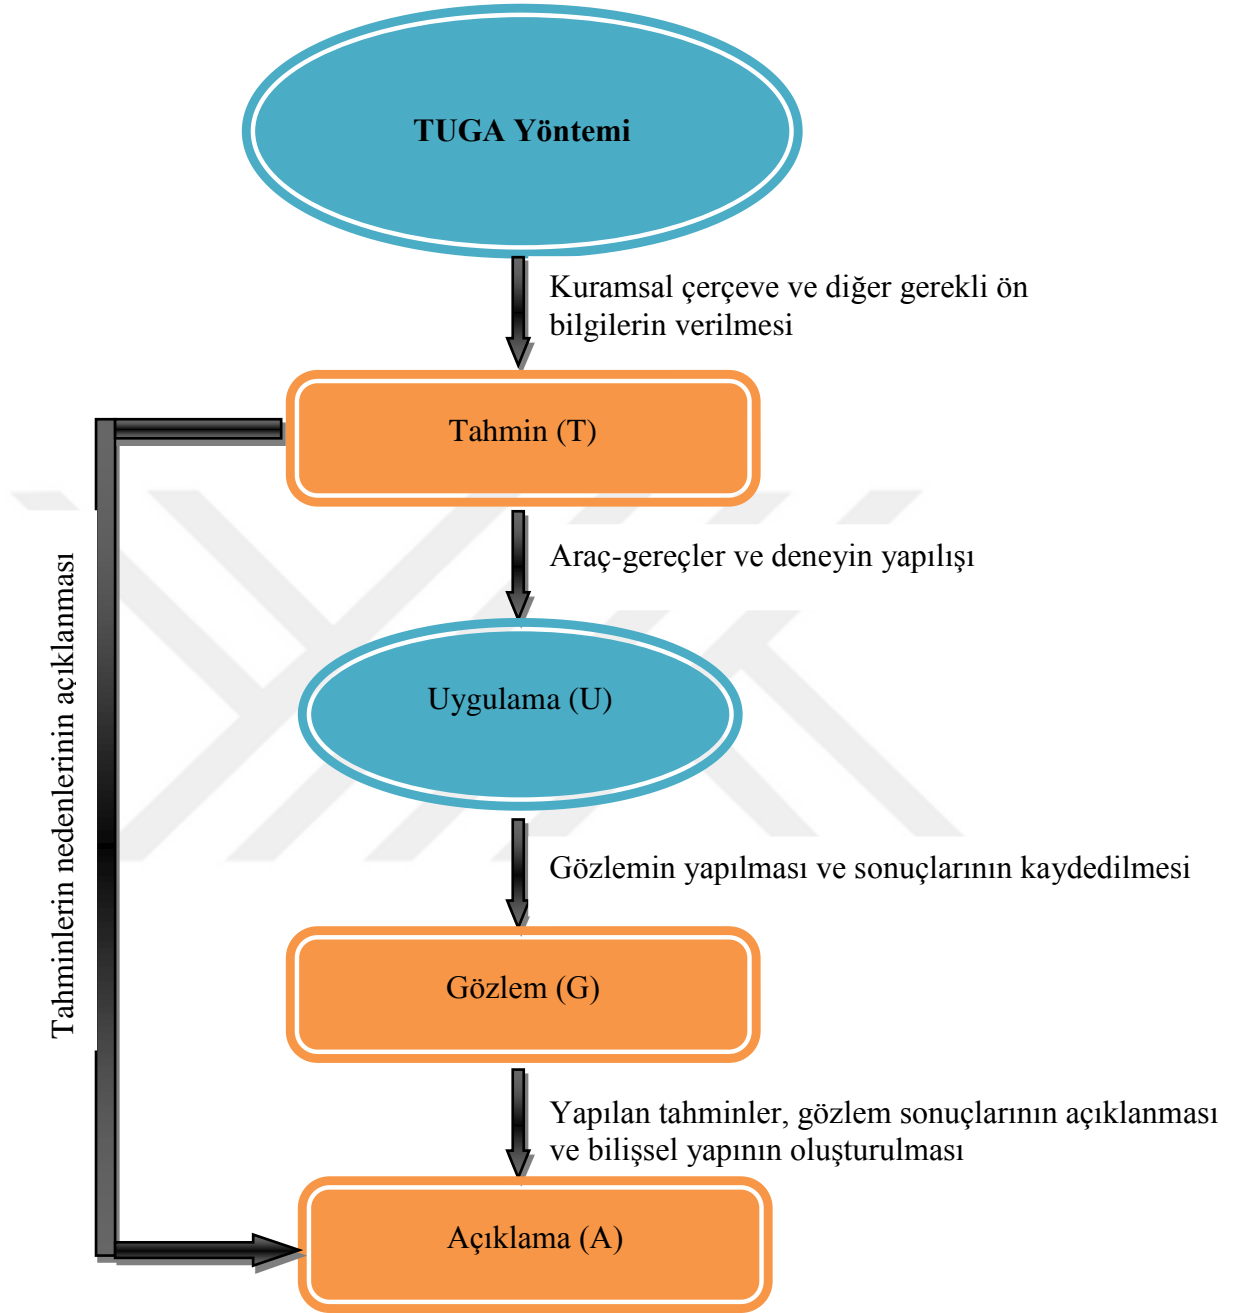 TUGA Yöntemi
Kuramsal çerçeve ve diğer gerekli ön
bilgilerin verilmesi
Tahmin (T)
Araç-gereçler ve deneyin yapılışı
Tahminlerin nedenlerinin açıklanması
Uygulama (U)
Gözlemin yapılması ve sonuçlarının kaydedilmesi
Gözlem (G)
Yapılan tahminler, gözlem sonuçlarının açıklanması
ve bilişsel yapının oluşturulması
Açıklama (A)